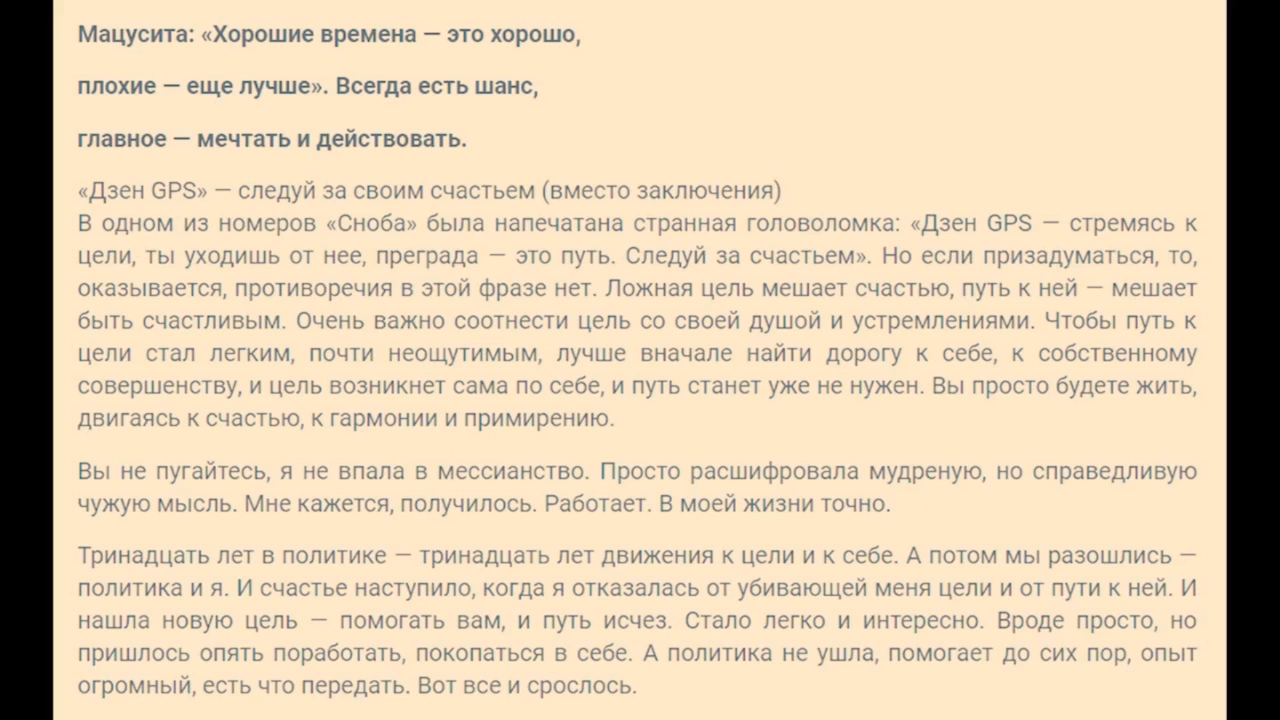 Мацусита: «Хорошие времена — это хорошо,
плохие — еще лучше». Всегда есть шанс,
главное — мечтать и действовать.
«Дзен GPS» — следуй за своим счастьем (вместо заключения)
В одном из номеров «Сноба» была напечатана странная головоломка: «Дзен GPS — стремясь к
цели, ты уходишь от нее, преграда — это путь. Следуй за счастьем». Но если призадуматься, то,
оказывается, противоречия в этой фразе нет. Ложная цель мешает счастью, путь к ней — мешает
быть счастливым. Очень важно соотнести цель со своей душой и устремлениями. Чтобы путь к
цели стал легким, почти неощутимым, лучше вначале найти дорогу к себе, к собственному
совершенству, и цель возникнет сама по себе, и путь станет уже не нужен. Вы просто будете жить,
двигаясь к счастью, к гармонии и примирению.
Вы не пугайтесь, я не впала в мессианство. Просто расшифровала мудреную, но справедливую
чужую мысль. Мне кажется, получилось. Работает. В моей жизни точно.
Тринадцать лет в политике — тринадцать лет движения к цели и к себе. А потом мы разошлись —
политика и я. И счастье наступило, когда я отказалась от убивающей меня цели и от пути к ней. И
нашла новую цель — помогать вам, и путь исчез. Стало легко и интересно. Вроде просто, но
пришлось опять поработать, покопаться в себе. А политика не ушла, помогает до сих пор, опыт
огромный, есть что передать. Вот все и срослось.